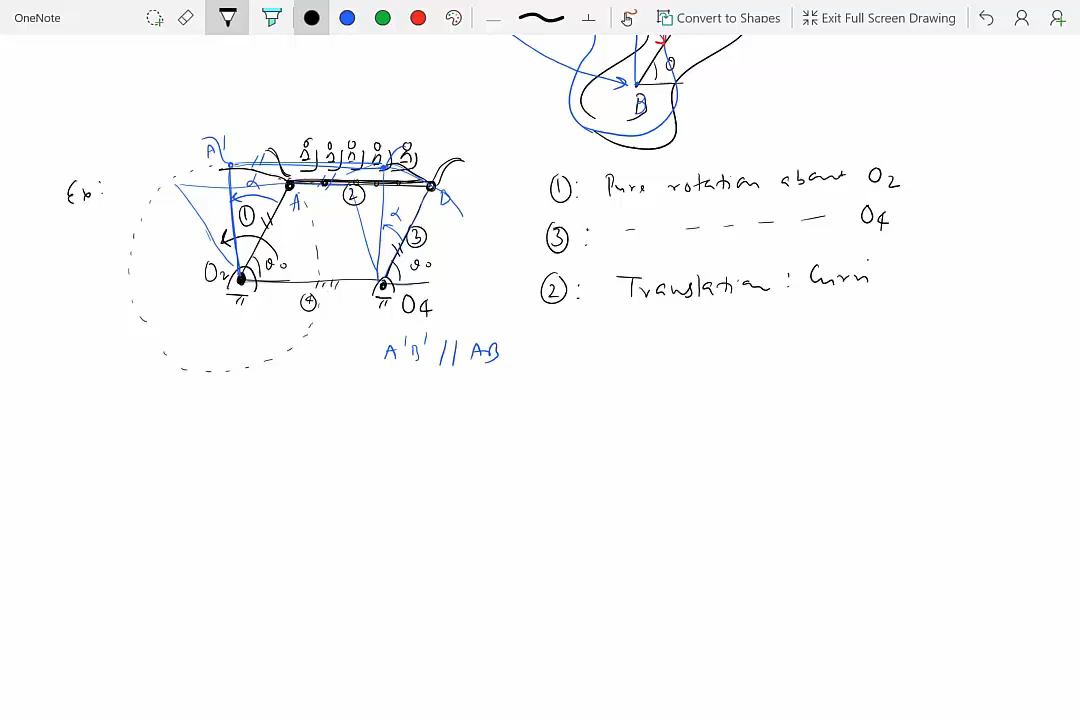 OneNote
Convert to Shapes
Exit Full Screen Drawing
B
θ
Ex:
A'
α
A
①
②
B
α
③
O2
θ0
θ0
④
O4
A'B' // AB
①: Pure rotation about O2
③: - - - - - O4
②: Translation: Curvi